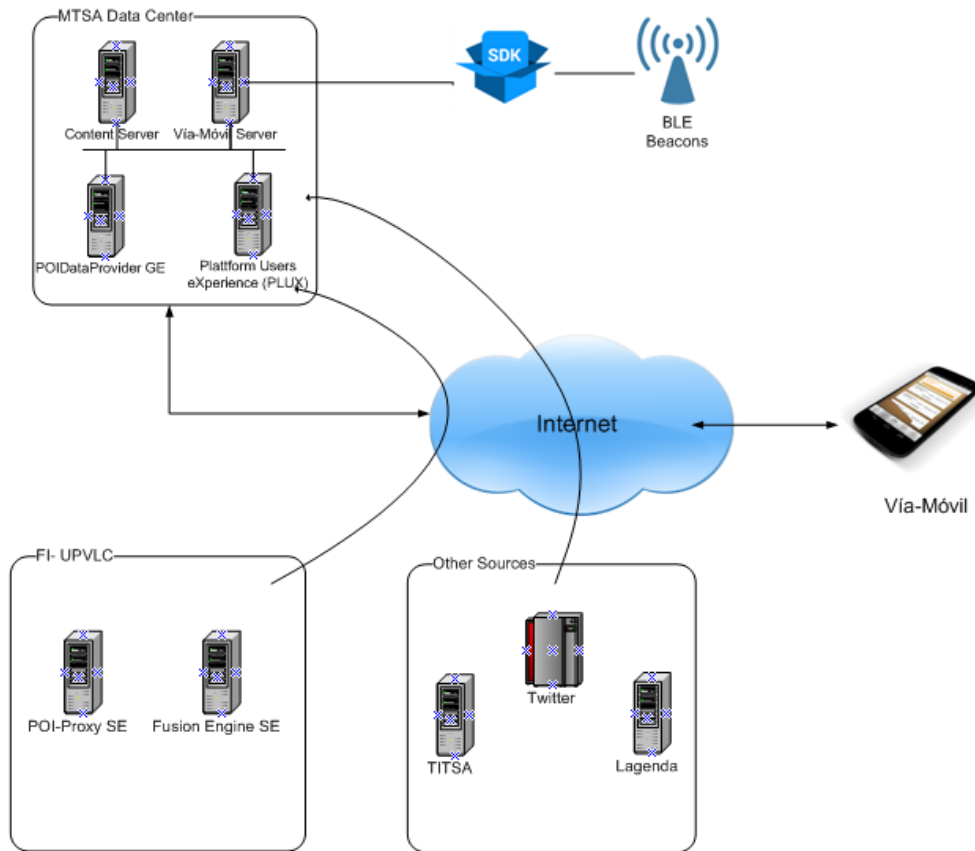 MTSA Data Center
SDK
Content Server
Vía-Móvil Server
BLE
Beacons
POIDataProvider GE
Plattform Users
eXperience (PLUX)
Internet
Vía-Móvil
FI- UPVLC
Other Sources
POI-Proxy SE
Fusion Engine SE
Twitter
TITSA
Lagenda